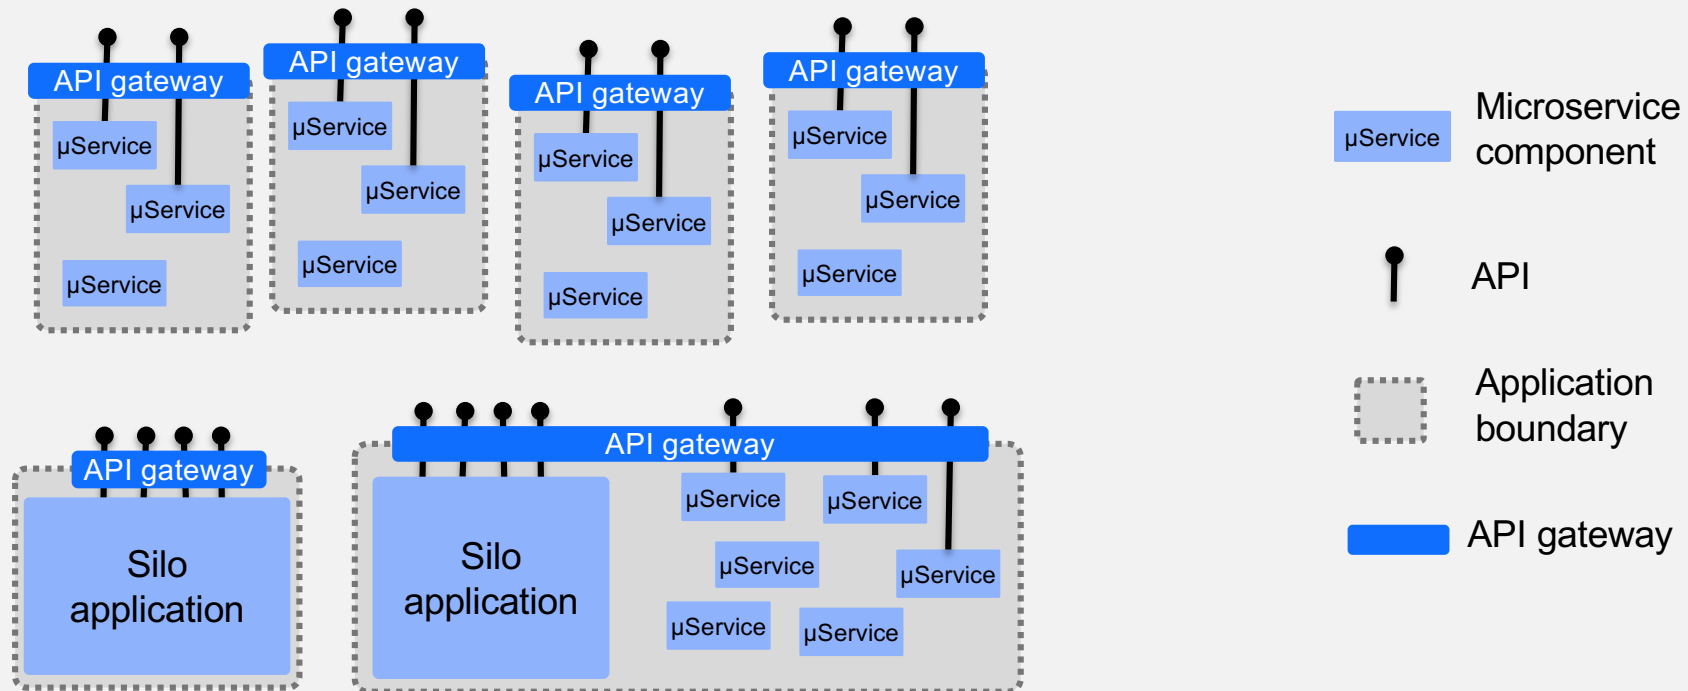 API gateway
µService
µService
µService
API gateway
µService
µService
µService
API gateway
µService
µService
µService
API gateway
µService
µService
µService
API gateway
Silo
application
API gateway
Silo
application
µService
µService
µService
µService
µService
µService
µService
Microservice
component
API
Application
boundary
API gateway